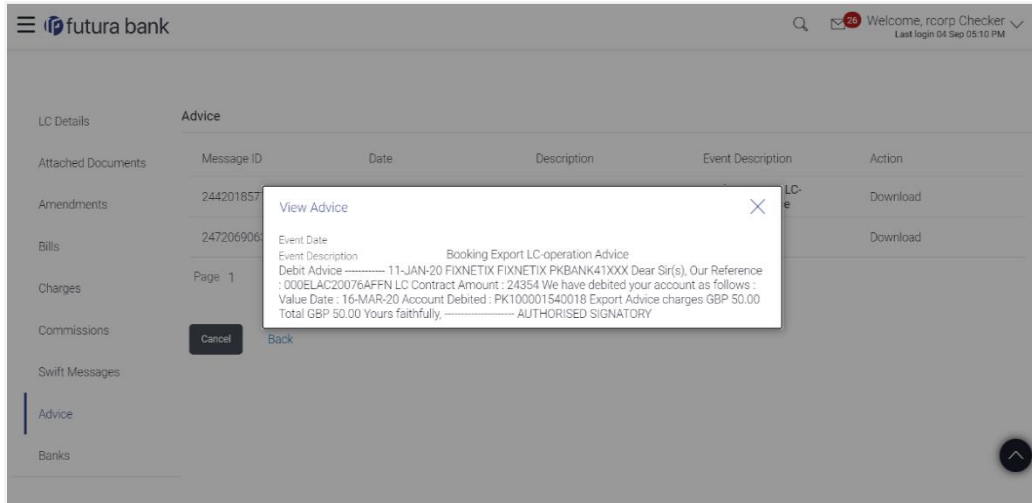 futura bank
26
Welcome, rcorp Checker
Last login 04 Sep 05:10 PM
LC Details
Attached Documents
Amendments
Bills
Charges
Commissions
Swift Messages
Advice
Banks
Advice
Message ID Date Description Event Description Action
LC-
Download
Download
Page 1
Cancel Back
View Advice
Event Date
Event Description Booking Export LC-operation Advice
Debit Advice ----------- 11-JAN-20 FIXNETIX FIXNETIX PKBANK41XXX Dear Sir(s), Our Reference
: 000ELAC20076AFFN LC Contract Amount : 24354 We have debited your account as follows :
Value Date : 16-MAR-20 Account Debited : PK100001540018 Export Advice charges GBP 50.00
Total GBP 50.00 Yours faithfully, -------------------- AUTHORISED SIGNATORY